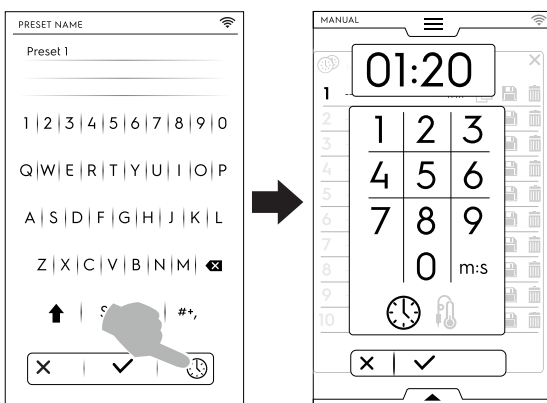 PRESET NAME
Preset 1
1 2 3 4 5 6 7 8 9 0
Q W E R T Y U I O P
A S D F G H J K L
Z X C V B N M
#+,
MANUAL
01:20
1
2
3
4
5
6
7
8
9
10
1 2 3
4 5 6
7 8 9
0 m:s